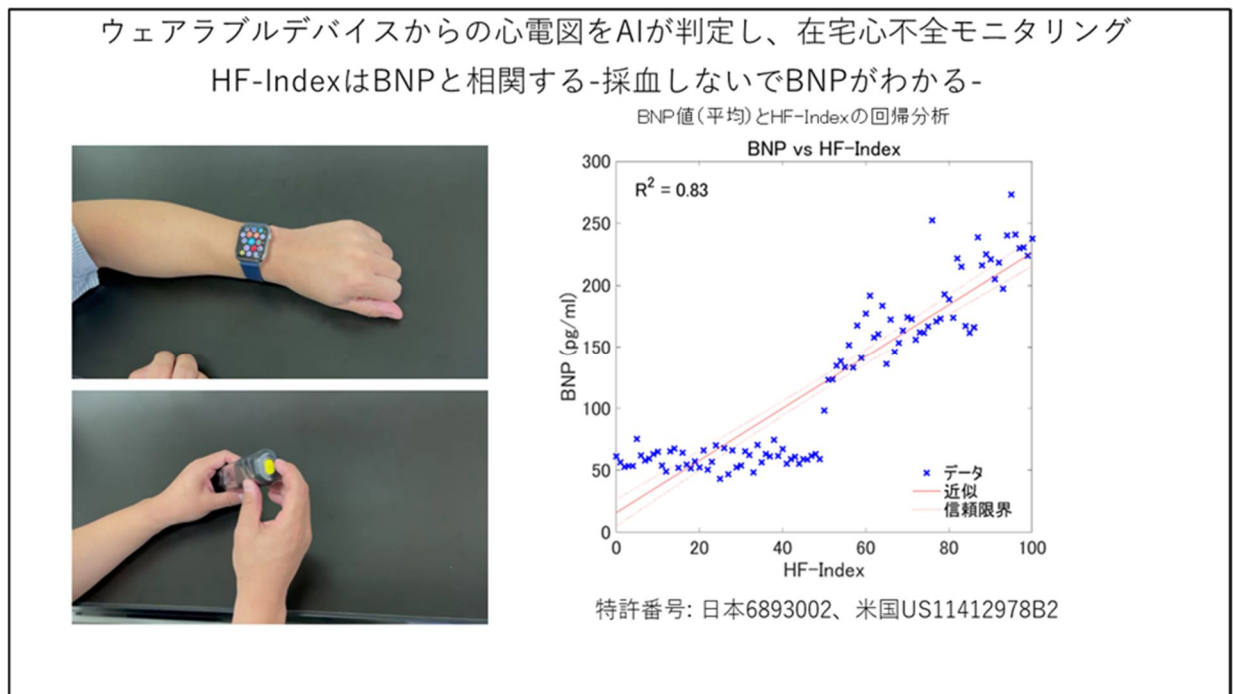 ウェアラブルデバイスからの心電図をAIが判定し、在宅心不全モニタリング
HF-IndexはBNPと相関する-採血しないでBNPがわかる-
BNP値(平均)とHF-Indexの回帰分析
BNP vs HF-Index
R² = 0.83
300
250
200
150
100
50
0
BNP (pg/ml)
データ
近似
信頼限界
0 20 40 60 80 100
HF-Index
特許番号: 日本6893002、米国US11412978B2